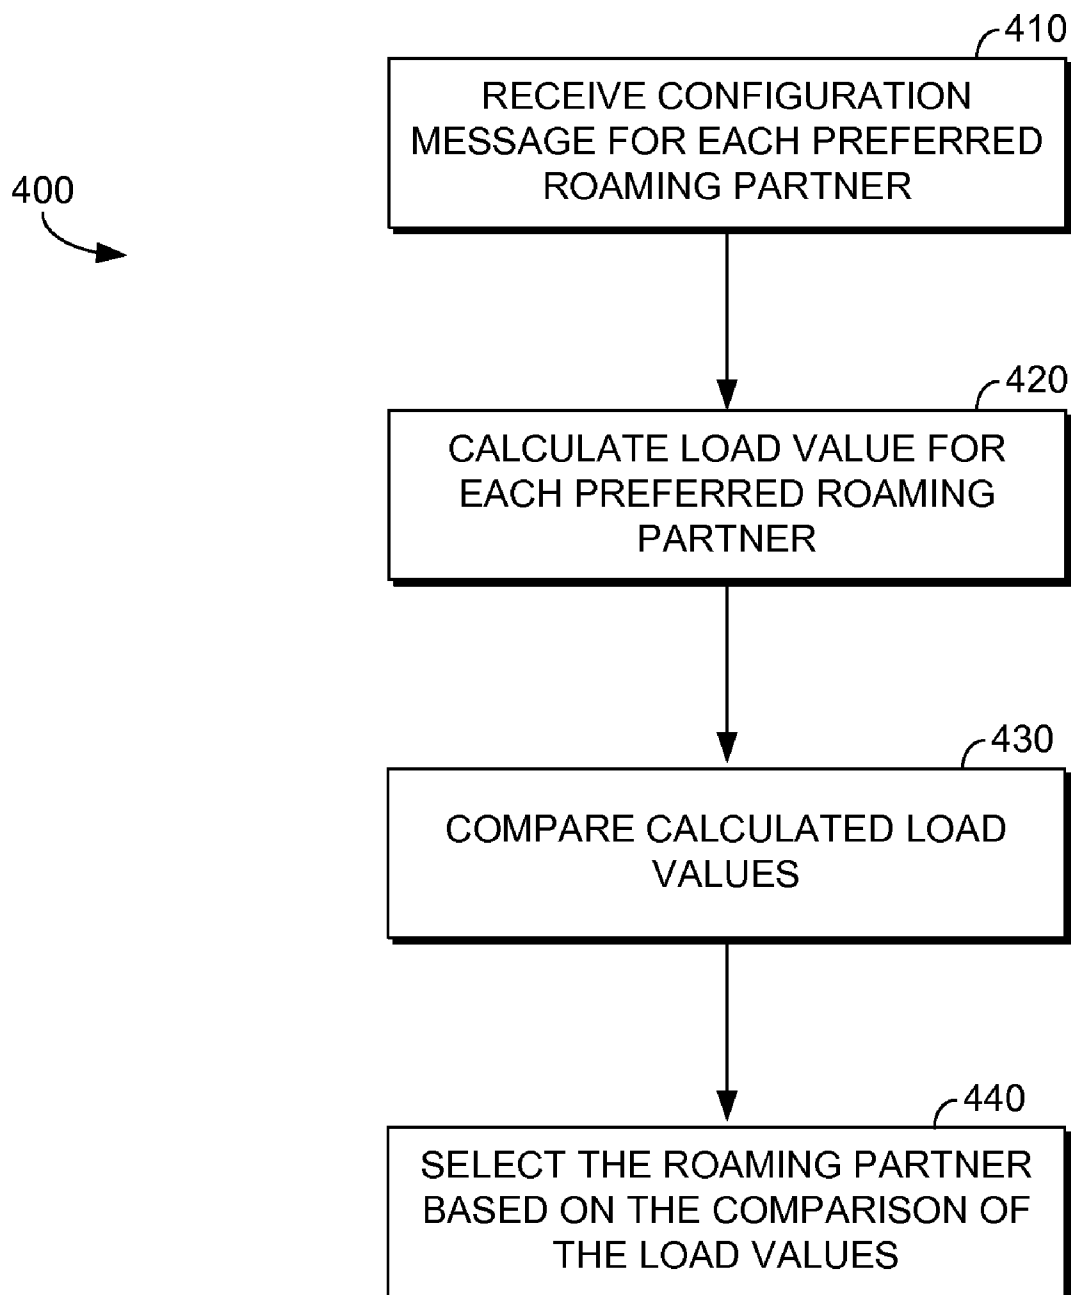 410
RECEIVE CONFIGURATION
MESSAGE FOR EACH PREFERRED
ROAMING PARTNER
400
420
CALCULATE LOAD VALUE FOR
EACH PREFERRED ROAMING
PARTNER
430
COMPARE CALCULATED LOAD
VALUES
440
SELECT THE ROAMING PARTNER
BASED ON THE COMPARISON OF
THE LOAD VALUES